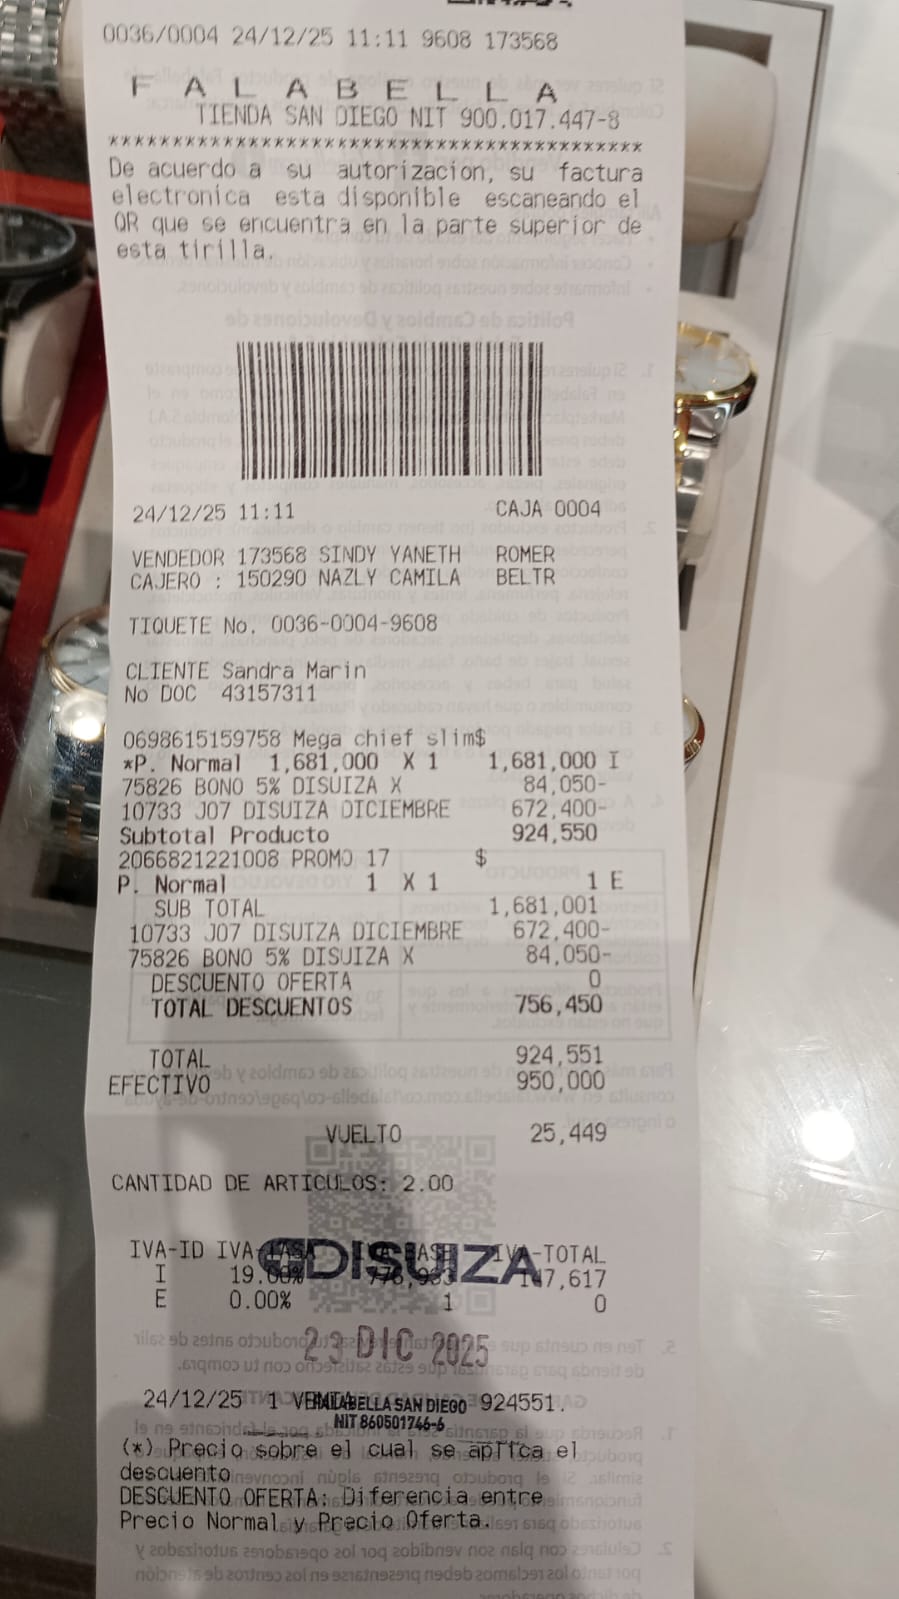 0036/0004 24/12/25 11:11 9608 173568
F A L A B E L L A
TIENDA SAN DIEGO NIT 900.017.447-8
******************************************
De acuerdo a su autorizacion, su factura
electronica esta disponible escaneando el
QR que se encuentra en la parte superior de
esta tirilla.
24/12/25 11:11 CAJA 0004
VENDEDOR 173568 SINDY YANETH ROMER
CAJERO : 150290 NAZLY CAMILA BELTR
TIQUETE No. 0036-0004-9608
CLIENTE Sandra Marin
No DOC 43157311
0698615159758 Mega chief slim$
*P. Normal 1,681,000 X 1 1,681,000 I
75826 BONO 5% DISUIZA X 84,050-
10733 J07 DISUIZA DICIEMBRE 672,400-
Subtotal Producto 924,550
2066821221008 PROMO 17 $
P. Normal 1 X 1 1 E
SUB TOTAL 1,681,001
10733 J07 DISUIZA DICIEMBRE 672,400-
75826 BONO 5% DISUIZA X 84,050-
DESCUENTO OFERTA 0
TOTAL DESCUENTOS 756,450
TOTAL 924,551
EFECTIVO 950,000
VUELTO 25,449
CANTIDAD DE ARTICULOS: 2.00
IVA-ID IVA-TASA IVA-BASE IVA-TOTAL
DISUIZA
I 19.00% 776,933 147,617
E 0.00% 1 0
23 DIC 2025
24/12/25 1 VENTA 924551.
FALABELLA SAN DIEGO
NIT 860501746-6
(*) Precio sobre el cual se aplica el
descuento
DESCUENTO OFERTA: Diferencia entre
Precio Normal y Precio Oferta.